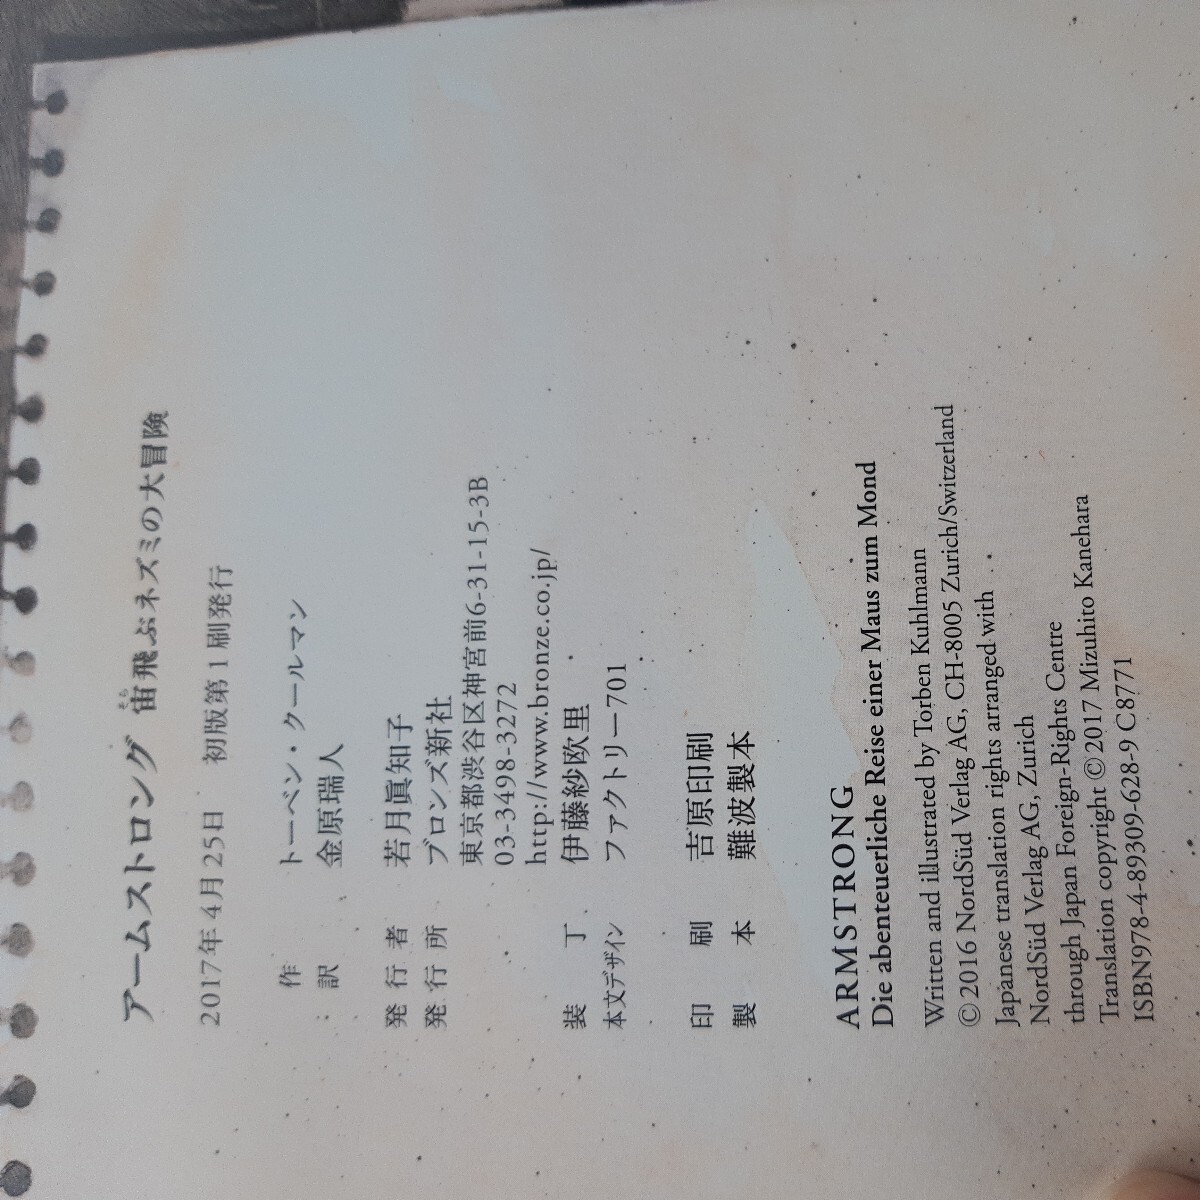 アームストロング 宙飛ぶネズミの大冒険
そら
2017年4月25日　初版第1刷発行
作　トーベン・クールマン
訳　金原瑞人
発行者　若月眞知子
発行所　ブロンズ新社
東京都渋谷区神宮前6-31-15-3B
03-3498-3272
http://www.bronze.co.jp/
装　丁　伊藤紗欧里
本文デザイン　ファクトリー701
印　刷　吉原印刷
製　本　難波製本
ARMSTRONG
Die abenteuerliche Reise einer Maus zum Mond
Written and illustrated by Torben Kuhlmann
©2016 NordSüd Verlag AG, CH-8005 Zurich/Switzerland
Japanese translation rights arranged with
NordSüd Verlag AG, Zurich
through Japan Foreign-Rights Centre
Translation copyright ©2017 Mizuhito Kanehara
ISBN978-4-89309-628-9 C8771